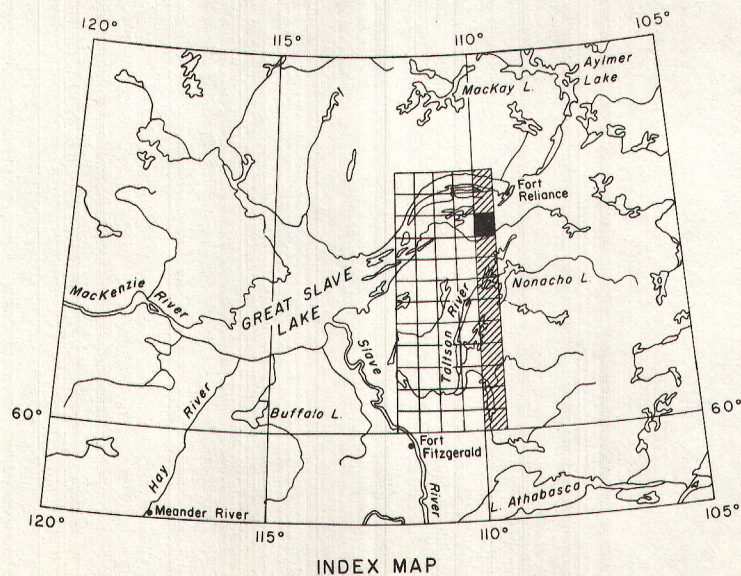 120°
115°
110°
105°
Aylmer
Lake
MacKay L.
Fort
Reliance
MacKenzie
River
GREAT SLAVE
LAKE
Nonacho L.
Taltson River
Slave
River
60°
60°
Buffalo L.
Hay River
Fort
Fitzgerald
L. Athabasca
Meander River
120°
115°
110°
105°
INDEX MAP